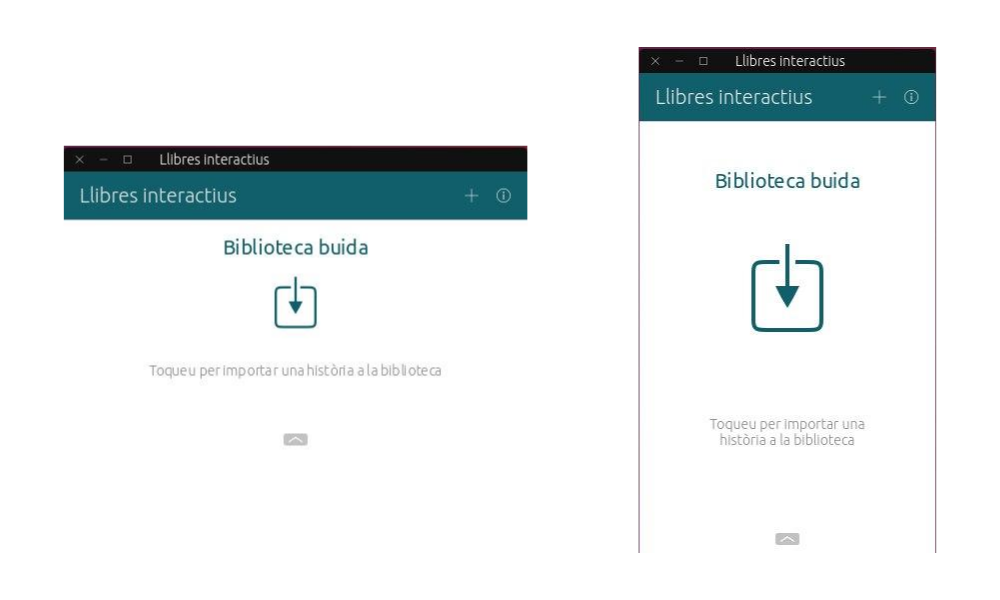 Llibres interactius
Llibres interactius
Biblioteca buida
Toqueu per importar una història a la biblioteca
Llibres interactius
Llibres interactius
Biblioteca buida
Toqueu per importar una
història a la biblioteca